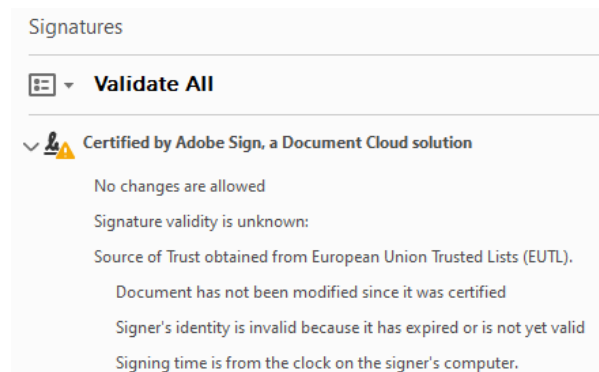 Signatures
Validate All
Certified by Adobe Sign, a Document Cloud solution
No changes are allowed
Signature validity is unknown:
Source of Trust obtained from European Union Trusted Lists (EUTL).
Document has not been modified since it was certified
Signer's identity is invalid because it has expired or is not yet valid
Signing time is from the clock on the signer's computer.